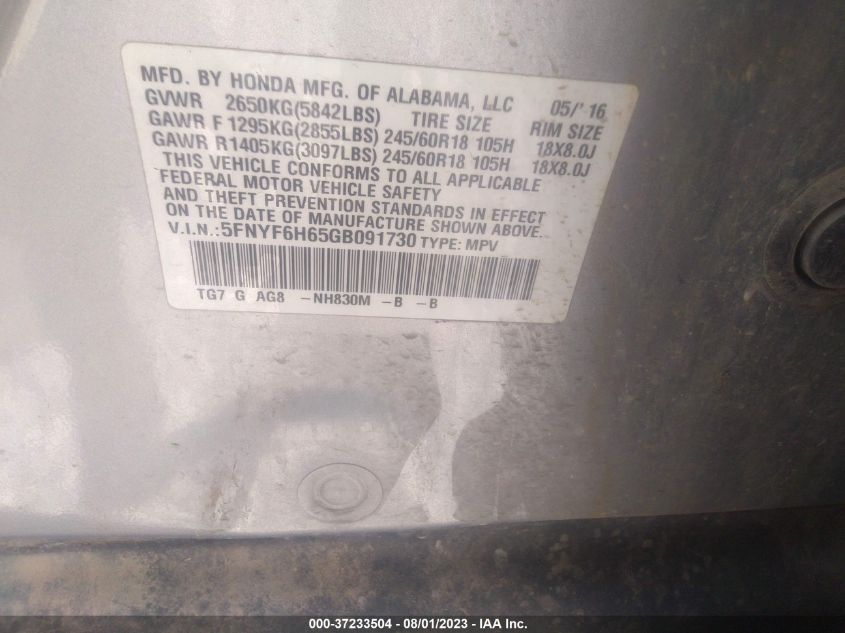 MFD. BY HONDA MFG. OF ALABAMA, LLC 05/'16
GVWR 2650KG(5842LBS) TIRE SIZE RIM SIZE
GAWR F 1295KG(2855LBS) 245/60R18 105H 18X8.0J
GAWR R1405KG(3097LBS) 245/60R18 105H 18X8.0J
THIS VEHICLE CONFORMS TO ALL APPLICABLE
FEDERAL MOTOR VEHICLE SAFETY
AND THEFT PREVENTION STANDARDS IN EFFECT
ON THE DATE OF MANUFACTURE SHOWN ABOVE.
V.I.N.:5FNYF6H65GB091730 TYPE: MPV
TG7 G AG8 -NH830M -B -B
000-37233504 - 08/01/2023 - IAA Inc.